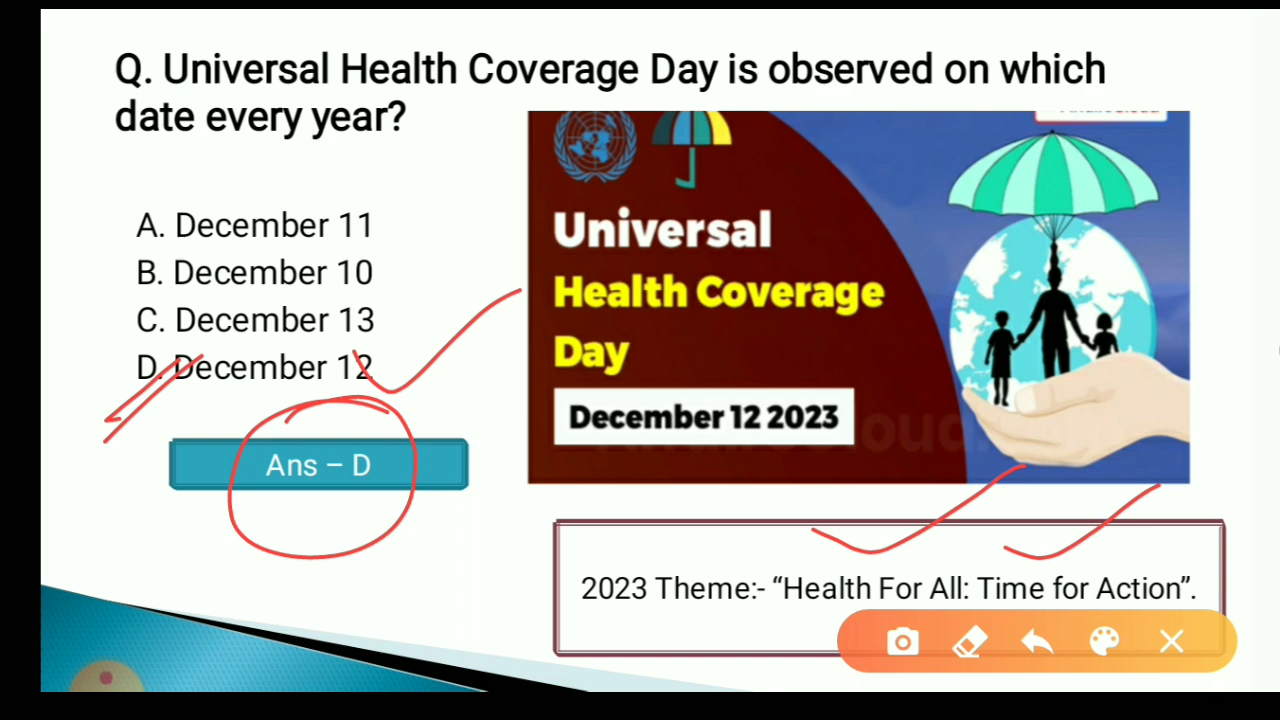 Q. Universal Health Coverage Day is observed on which
date every year?
A. December 11
B. December 10
C. December 13
D. December 12
Ans – D
Universal
Health Coverage
Day
December 12 2023
2023 Theme:- “Health For All: Time for Action”.